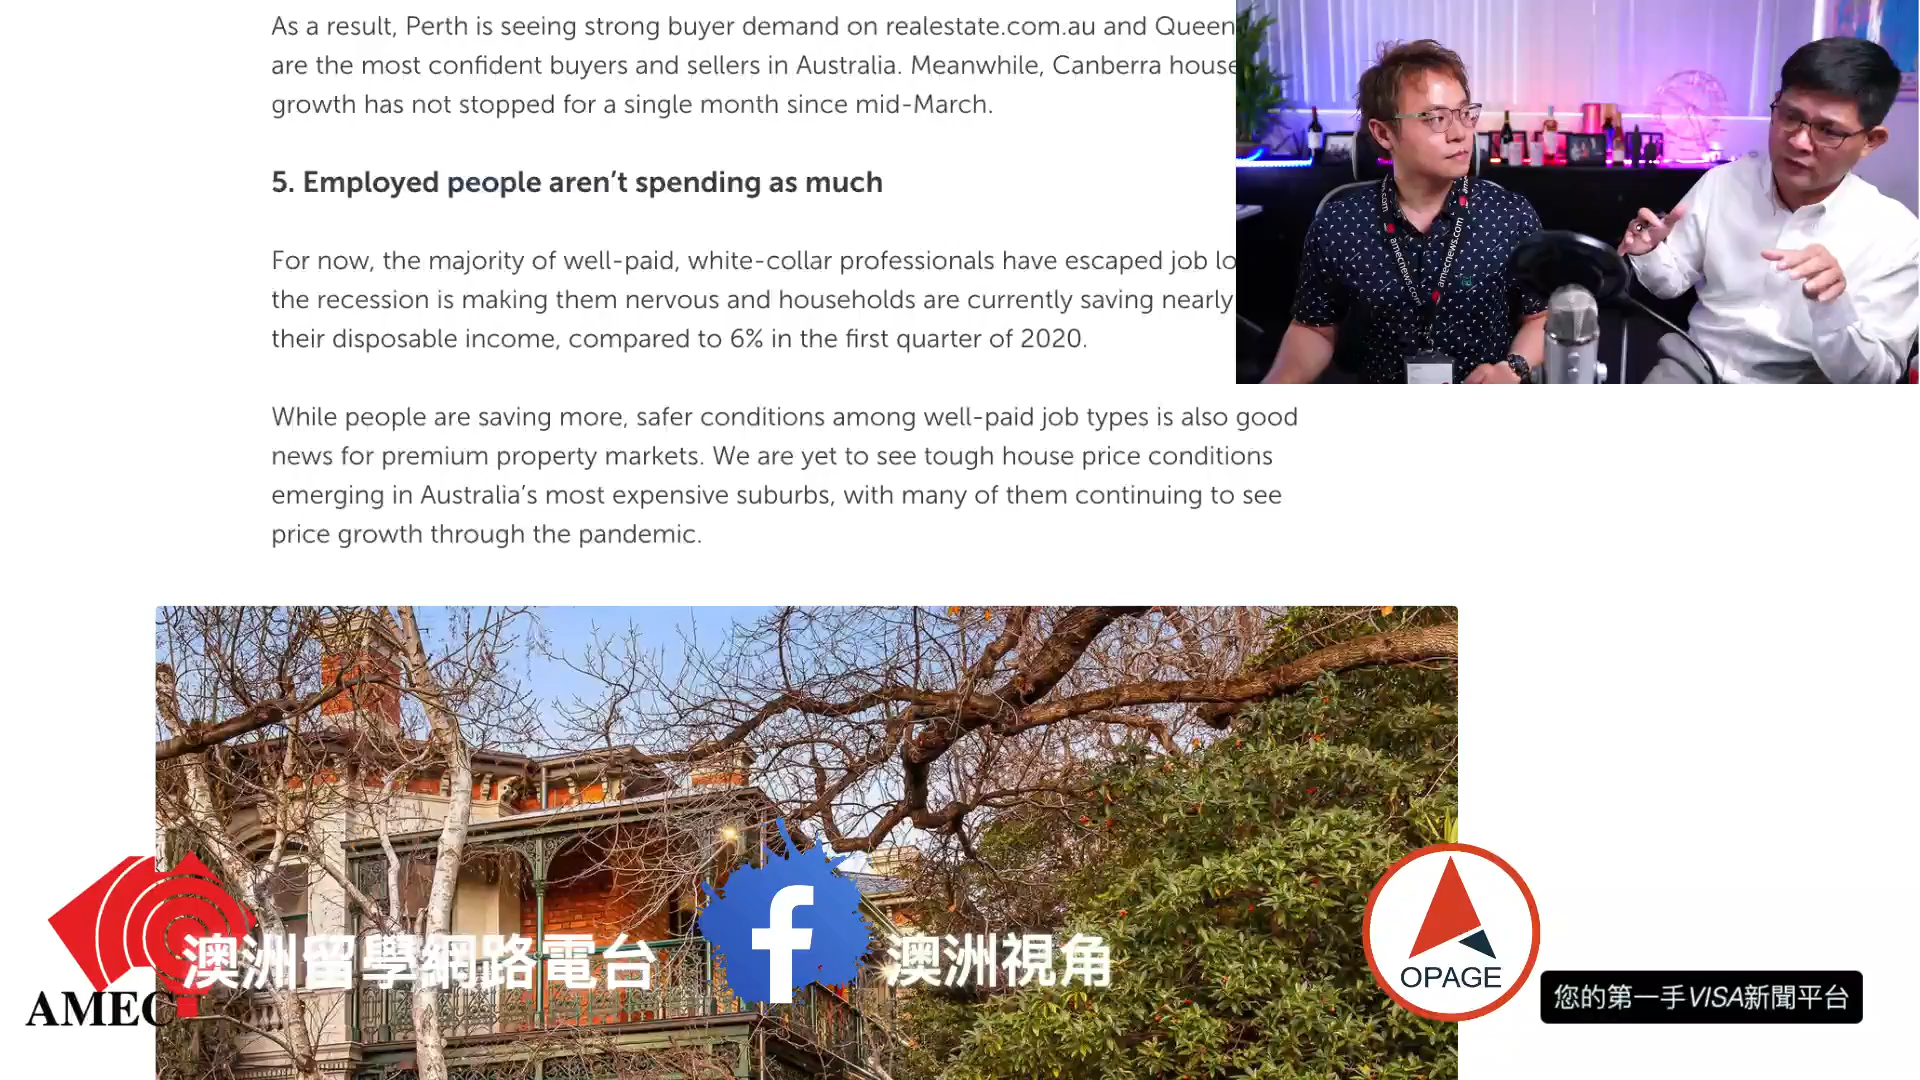 As a result, Perth is seeing strong buyer demand on realestate.com.au and Queen
are the most confident buyers and sellers in Australia. Meanwhile, Canberra house
growth has not stopped for a single month since mid-March.
5. Employed people aren’t spending as much
For now, the majority of well-paid, white-collar professionals have escaped job lo
the recession is making them nervous and households are currently saving nearly
their disposable income, compared to 6% in the first quarter of 2020.
While people are saving more, safer conditions among well-paid job types is also good
news for premium property markets. We are yet to see tough house price conditions
emerging in Australia’s most expensive suburbs, with many of them continuing to see
price growth through the pandemic.
amecnews.com
amecnews.com
AMEC
澳洲留學網路電台
f
澳洲視角
OPAGE
您的第一手VISA新聞平台